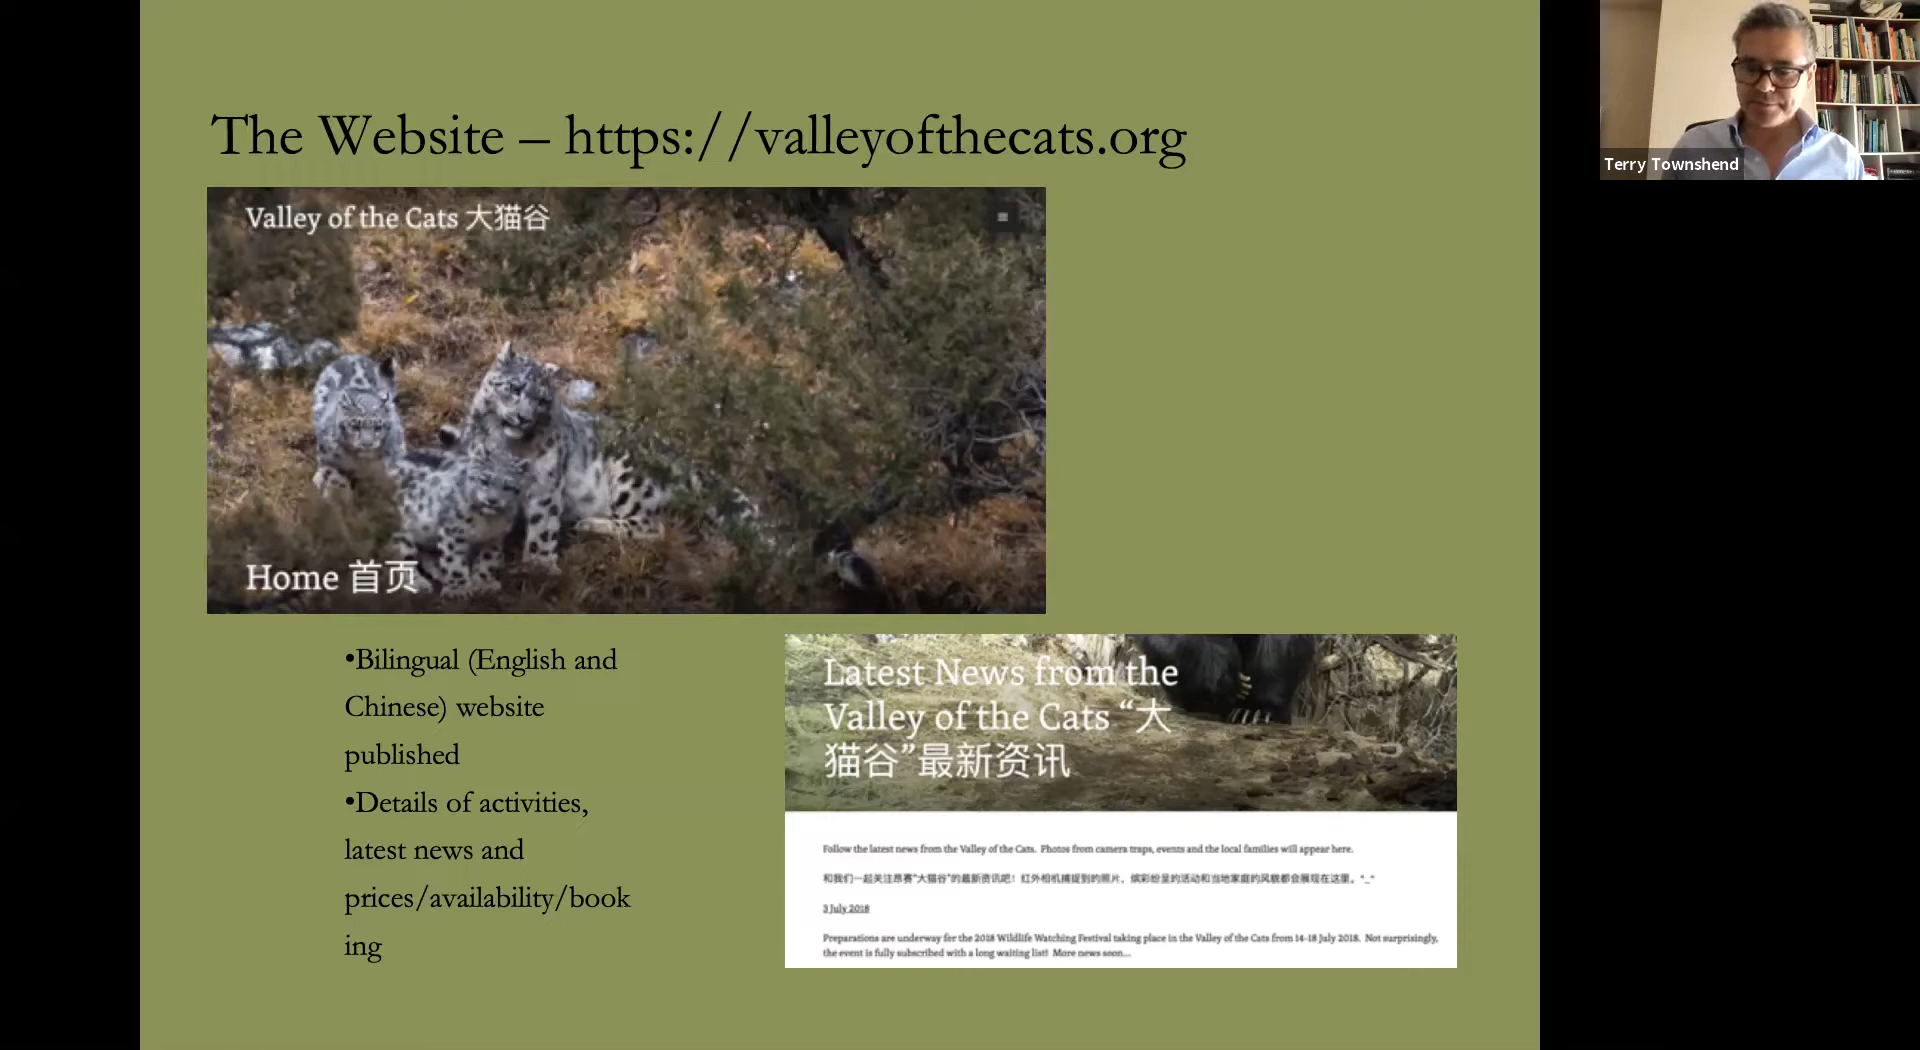 The Website – https://valleyofthecats.org
Valley of the Cats 大猫谷
Home 首页
•Bilingual (English and
Chinese) website
published
•Details of activities,
latest news and
prices/availability/book
ing
Latest News from the
Valley of the Cats “大
猫谷”最新资讯
Follow the latest news from the Valley of the Cats. Photos from camera traps, events and the local families will appear here.
和我们一起关注昂赛“大猫谷”的最新资讯吧！红外相机捕捉到的照片，缤彩纷呈的活动和当地家庭的风貌都会展现在这里。^_^
3 July 2018
Preparations are underway for the 2018 Wildlife Watching Festival taking place in the Valley of the Cats from 14-18 July 2018. Not surprisingly,
the event is fully subscribed with a long waiting list! More news soon...
Terry Townshend